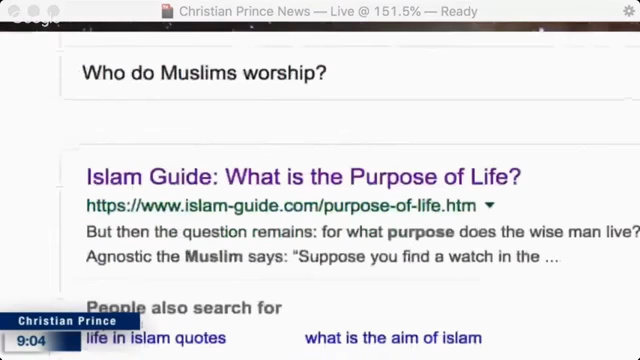 Christian Prince News — Live @ 151.5% — Ready
Google
Who do Muslims worship?
Islam Guide: What is the Purpose of Life?
https://www.islam-guide.com/purpose-of-life.htm
But then the question remains: for what purpose does the wise man live?
Agnostic the Muslim says: “Suppose you find a watch in the ...
People also search for
Christian Prince
9:04
life in islam quotes
what is the aim of islam